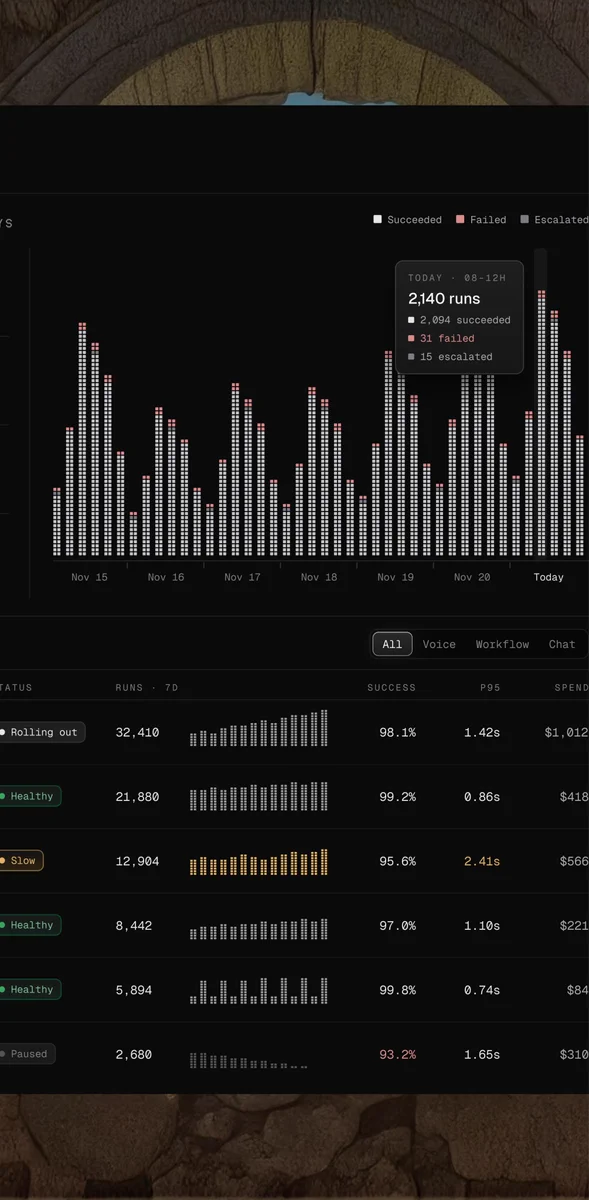 YS
Succeeded Failed Escalated
TODAY · 08-12H
2,140 runs
2,094 succeeded
31 failed
15 escalated
Nov 15 Nov 16 Nov 17 Nov 18 Nov 19 Nov 20 Today
All Voice Workflow Chat
TATUS RUNS · 7D SUCCESS P95 SPEND
Rolling out 32,410 98.1% 1.42s $1,012
Healthy 21,880 99.2% 0.86s $418
Slow 12,904 95.6% 2.41s $566
Healthy 8,442 97.0% 1.10s $221
Healthy 5,894 99.8% 0.74s $84
Paused 2,680 93.2% 1.65s $310